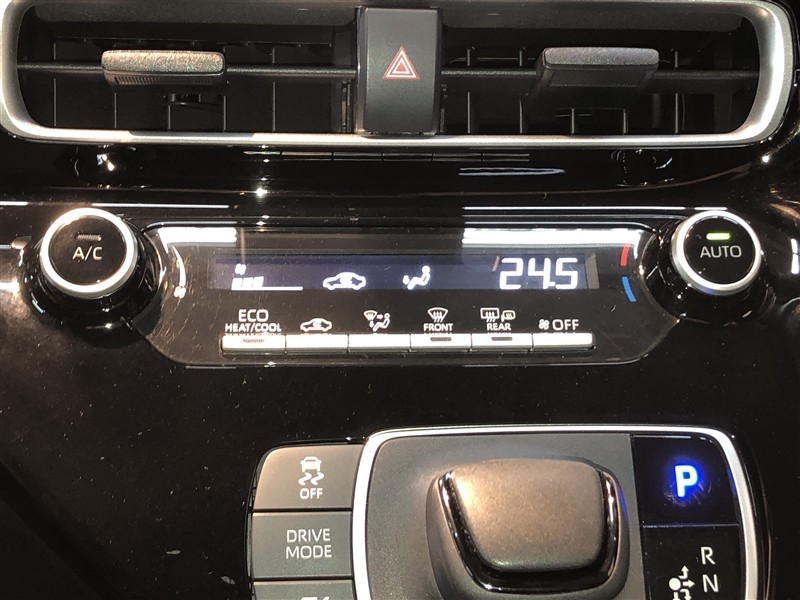 A/C
24.5
AUTO
ECO
HEAT/COOL
FRONT
REAR
OFF
OFF
P
DRIVE
MODE
R
N